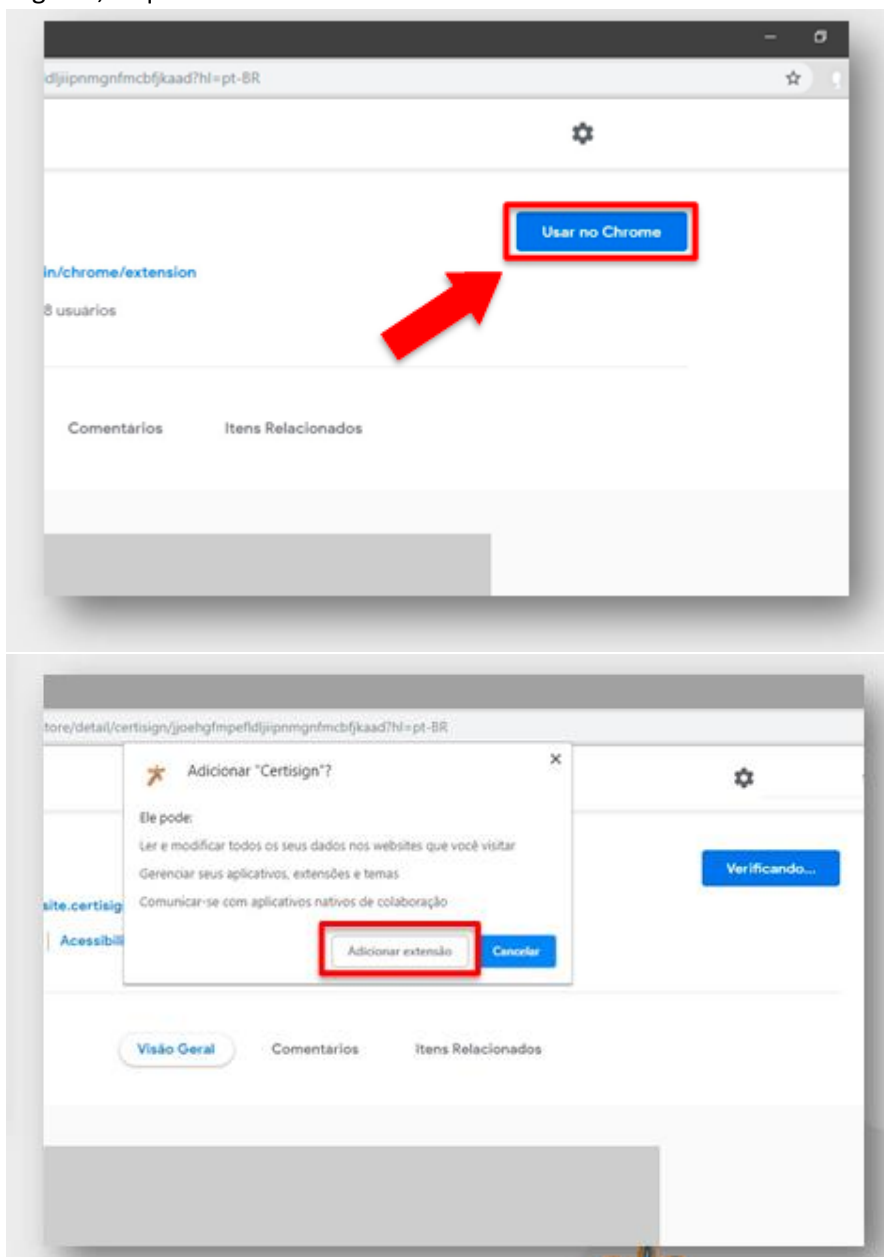 dljiipnmgnfmcbfjkaad?hl=pt-BR
Usar no Chrome
in/chrome/extension
8 usuários
Comentários Itens Relacionados
tore/detail/certisign/jjoehgfmpefldljiipnmgnfmcbfjkaad?hl=pt-BR
Adicionar "Certisign"?
Ele pode:
Ler e modificar todos os seus dados nos websites que você visitar
Gerenciar seus aplicativos, extensões e temas
Verificando...
Comunicar-se com aplicativos nativos de colaboração
site.certisig
Acessibili
Adicionar extensão Cancelar
Visão Geral Comentários Itens Relacionados